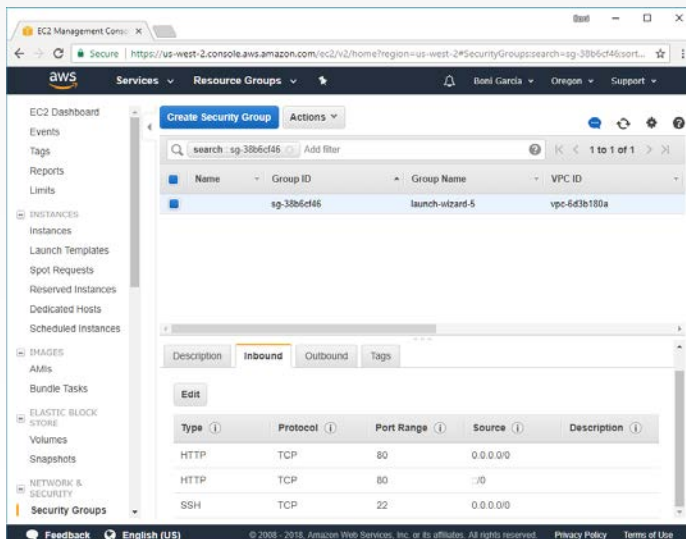 EC2 Management Conso
Secure | https://us-west-2.console.aws.amazon.com/ec2/v2/home?region=us-west-2#SecurityGroups:search=sg-38b6cf46;sort...
aws Services Resource Groups Boni Garcia Oregon Support
Create Security Group Actions
search : sg-38b6cf46 Add filter 1 to 1 of 1
Name Group ID Group Name VPC ID
sg-38b6cf46 launch-wizard-5 vpc-6d3b180a
EC2 Dashboard
Events
Tags
Reports
Limits
INSTANCES
Instances
Launch Templates
Spot Requests
Reserved Instances
Dedicated Hosts
Scheduled Instances
IMAGES
AMIs
Bundle Tasks
ELASTIC BLOCK
STORE
Volumes
Snapshots
NETWORK &
SECURITY
Security Groups
Description Inbound Outbound Tags
Edit
Type Protocol Port Range Source Description
HTTP TCP 80 0.0.0.0/0
HTTP TCP 80 ::/0
SSH TCP 22 0.0.0.0/0
Feedback English (US) © 2008 - 2018, Amazon Web Services, Inc. or its affiliates. All rights reserved. Privacy Policy Terms of Use